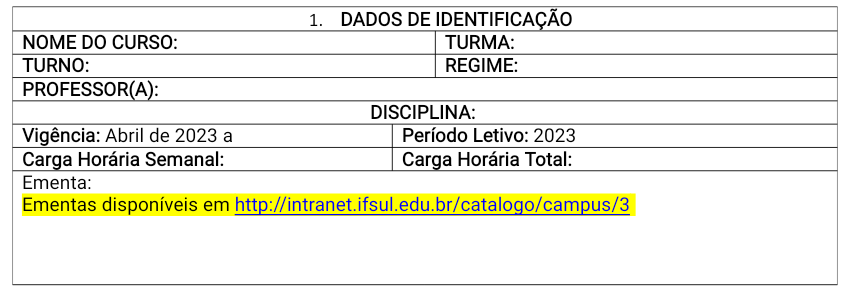 1. DADOS DE IDENTIFICAÇÃO
NOME DO CURSO: TURMA:
TURNO: REGIME:
PROFESSOR(A):
DISCIPLINA:
Vigência: Abril de 2023 a Período Letivo: 2023
Carga Horária Semanal: Carga Horária Total:
Ementa:
Ementas disponíveis em http://intranet.ifsul.edu.br/catalogo/campus/3